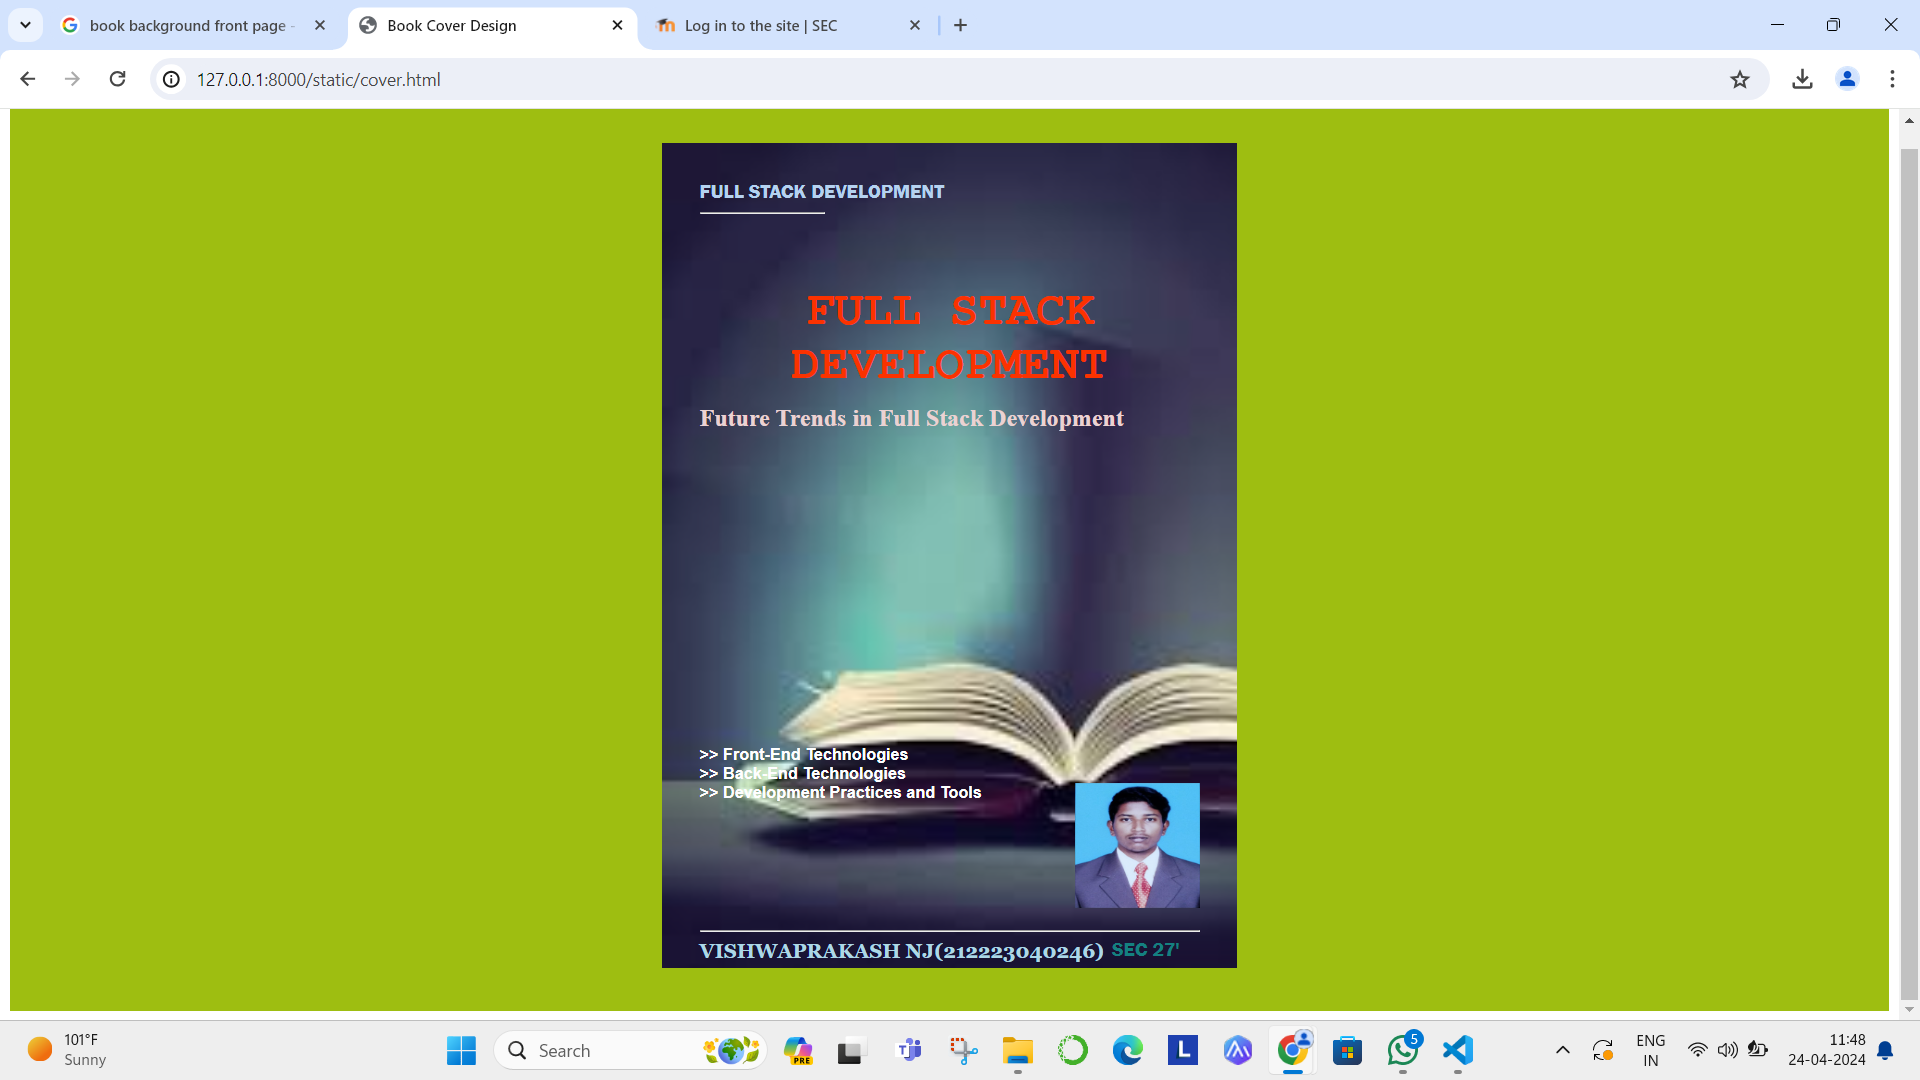 book background front page -
Book Cover Design
Log in to the site | SEC
127.0.0.1:8000/static/cover.html
FULL STACK DEVELOPMENT
FULL STACK
DEVELOPMENT
Future Trends in Full Stack Development
>> Front-End Technologies
>> Back-End Technologies
>> Development Practices and Tools
VISHWAPRAKASH NJ(212223040246) SEC 27'
101°F
Sunny
Search
PRE
L
5
ENG
IN
11:48
24-04-2024